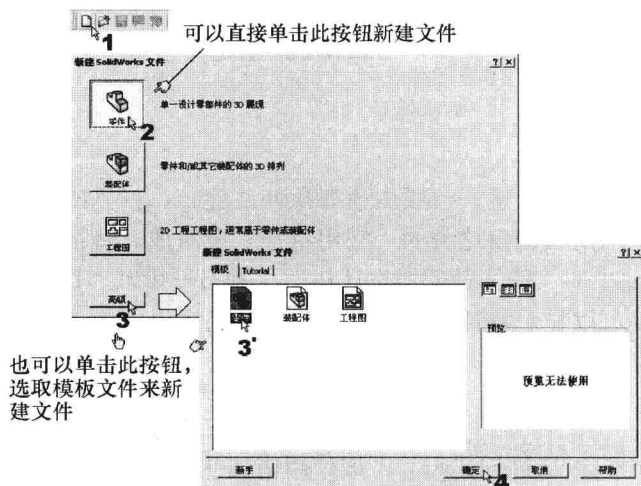 1
可以直接单击此按钮新建文件
新建 SolidWorks 文件
零件
2
单一设计零部件的 3D 展现
装配体
零件和/或其它装配体的 3D 排列
工程图
2D 工程工程图，通常属于零件或装配体
高级
3
也可以单击此按钮，
选取模板文件来新
建文件
新建 SolidWorks 文件
模板 Tutorial
装配体 工程图
3'
预览
预览无法使用
新手 确定 取消 帮助
4